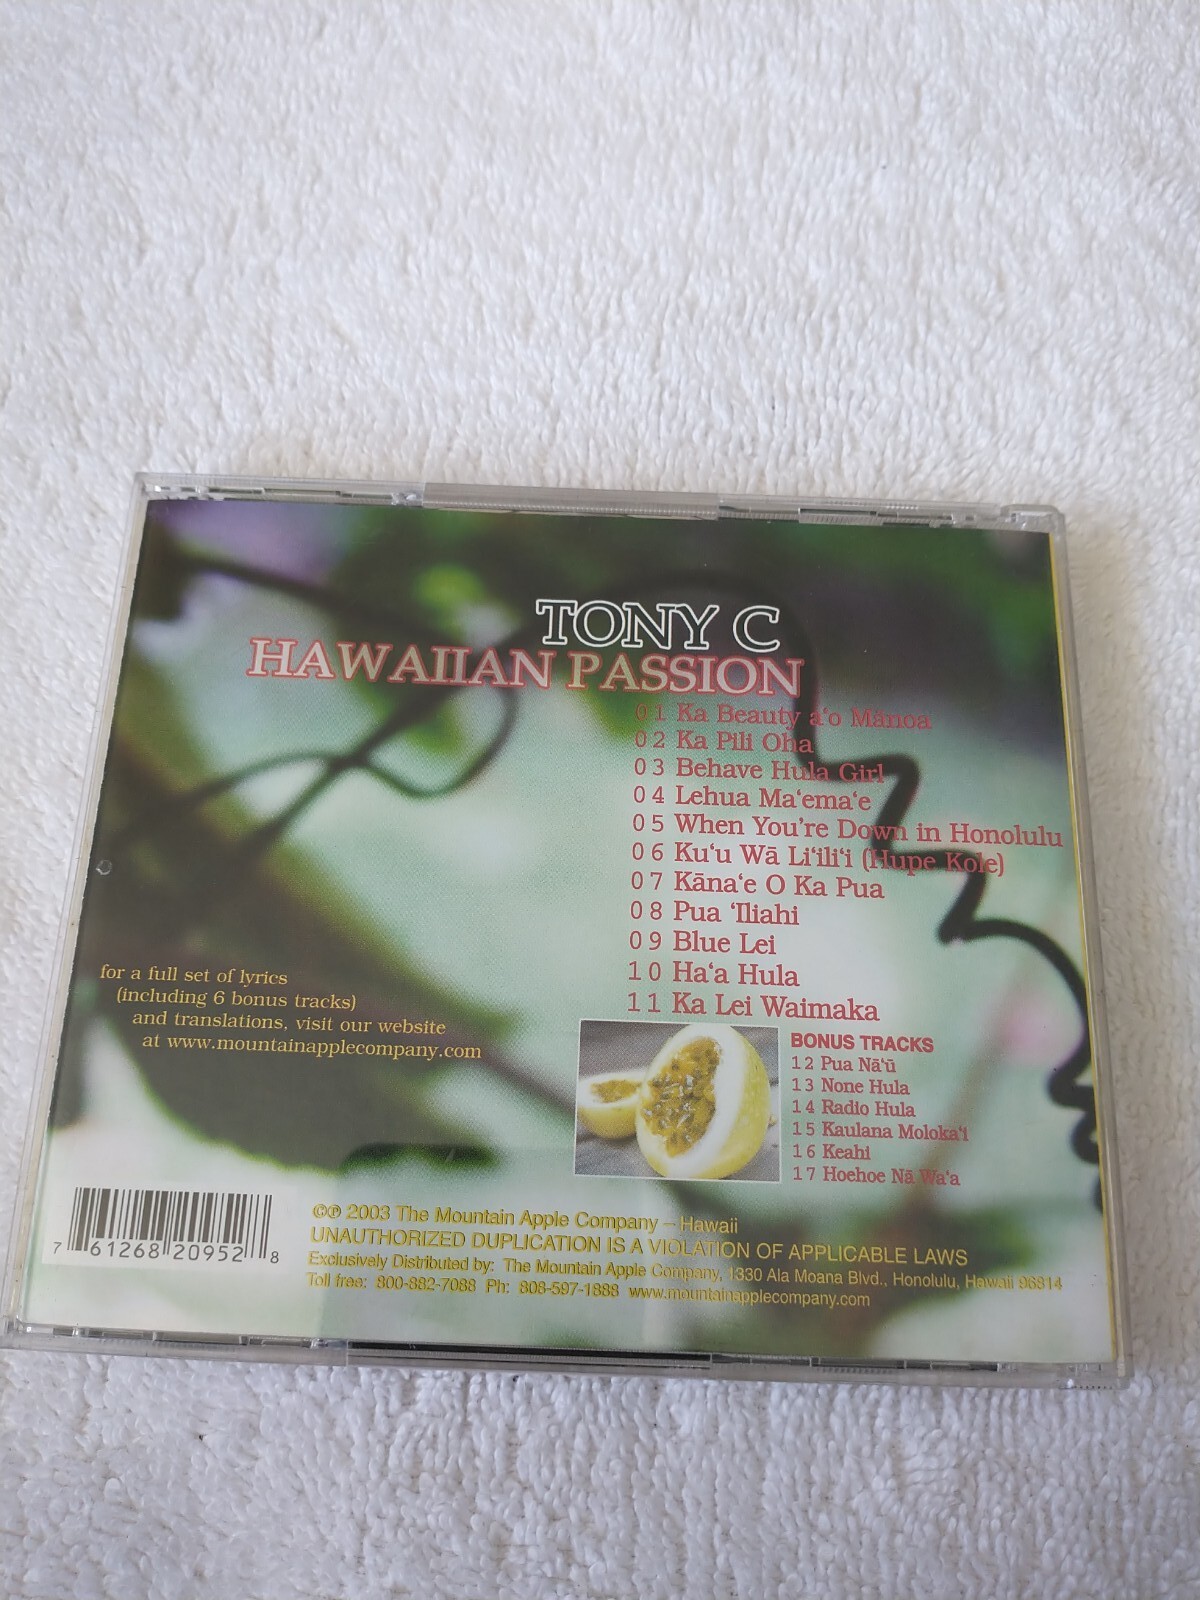 TONY C
HAWAIIAN PASSION
01 Ka Beauty a‘o Mānoa
02 Ka Pili Oha
03 Behave Hula Girl
04 Lehua Ma‘ema‘e
05 When You're Down in Honolulu
06 Ku‘u Wā Li‘ili‘i (Hupe Kole)
07 Kāna‘e O Ka Pua
08 Pua ‘Iliahi
09 Blue Lei
10 Ha‘a Hula
11 Ka Lei Waimaka
for a full set of lyrics
(including 6 bonus tracks)
and translations, visit our website
at www.mountainapplecompany.com
BONUS TRACKS
12 Pua Nā‘ū
13 None Hula
14 Radio Hula
15 Kaulana Moloka‘i
16 Keahi
17 Hoehoe Nā Wa‘a
7 61268 20952 8
©℗ 2003 The Mountain Apple Company – Hawaii
UNAUTHORIZED DUPLICATION IS A VIOLATION OF APPLICABLE LAWS
Exclusively Distributed by: The Mountain Apple Company, 1330 Ala Moana Blvd., Honolulu, Hawaii 96814
Toll free: 800-882-7088 Ph: 808-597-1888 www.mountainapplecompany.com